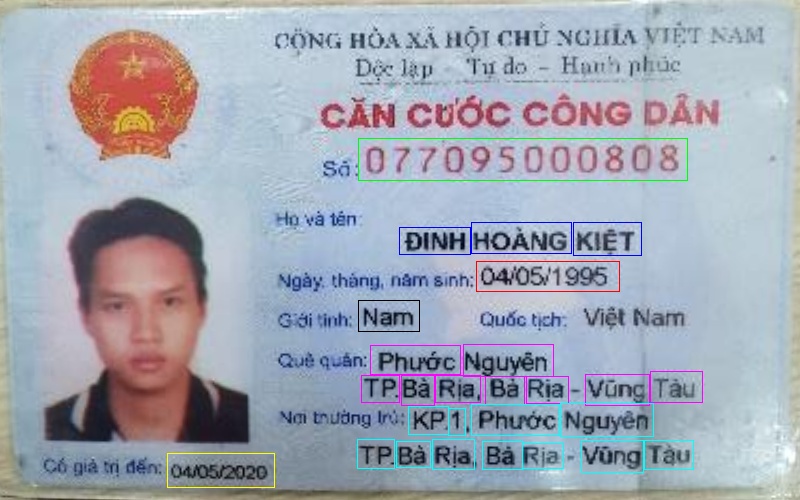 CỘNG HÒA XÃ HỘI CHỦ NGHĨA VIỆT NAM
Độc lập - Tự do - Hạnh phúc
CĂN CƯỚC CÔNG DÂN
Số: 077095000808
Họ và tên:
ĐINH HOÀNG KIỆT
Ngày, tháng, năm sinh: 04/05/1995
Giới tính: Nam Quốc tịch: Việt Nam
Quê quán: Phước Nguyên
TP.Bà Rịa, Bà Rịa - Vũng Tàu
Nơi thường trú: KP.1, Phước Nguyên
TP.Bà Rịa, Bà Rịa - Vũng Tàu
Có giá trị đến: 04/05/2020